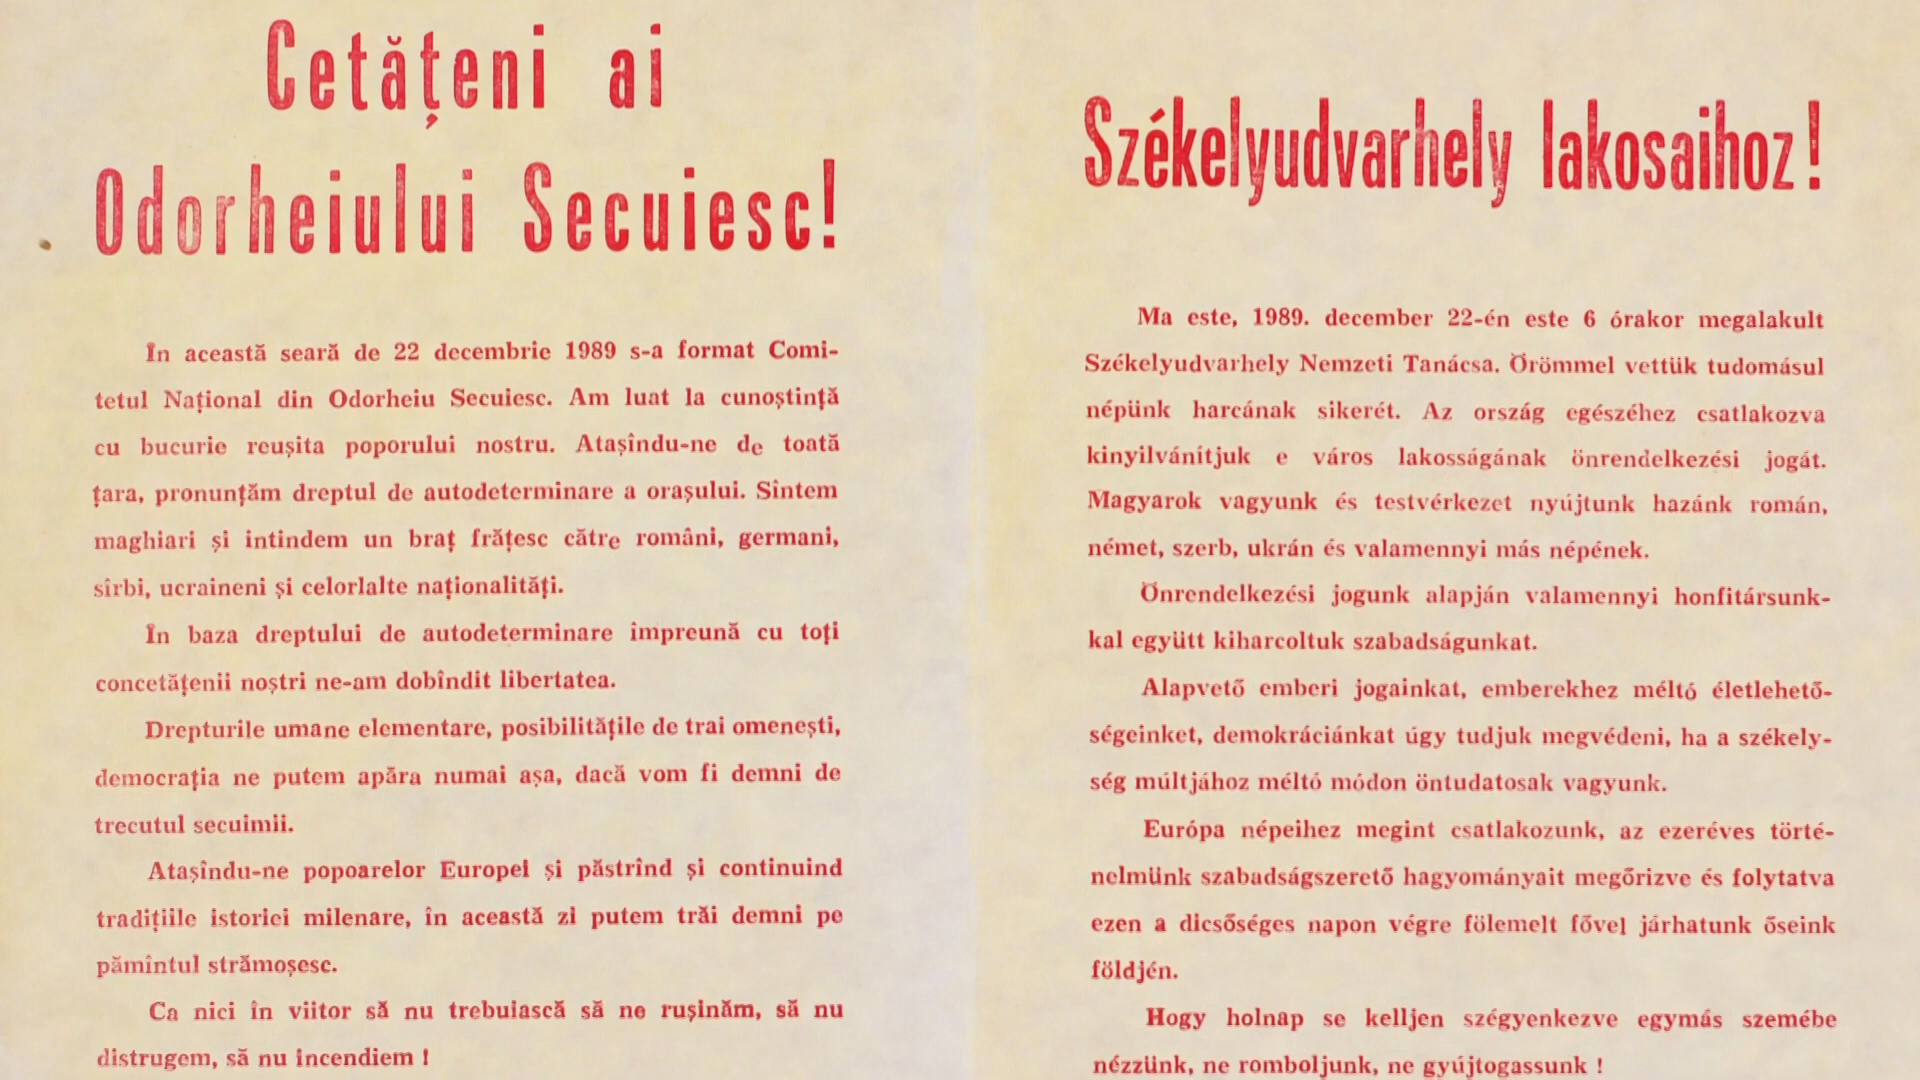 Cetățeni ai
Odorheiului Secuiesc!
În această seară de 22 decembrie 1989 s-a format Comi-
tetul Național din Odorheiu Secuiesc. Am luat la cunoștință
cu bucurie reușita poporului nostru. Atașîndu-ne de toată
țara, pronunțăm dreptul de autodeterminare a orașului. Sîntem
maghiari și intindem un braț frățesc către români, germani,
sîrbi, ucraineni și celorlalte naționalități.
În baza dreptului de autodeterminare împreună cu toți
concetățenii noștri ne-am dobîndit libertatea.
Drepturile umane elementare, posibilitățile de trai omenești,
democrația ne putem apăra numai așa, dacă vom fi demni de
trecutul secuimii.
Atașîndu-ne popoarelor Europei și păstrînd și continuind
tradițiile istoriei milenare, în această zi putem trăi demni pe
pămîntul strămoșesc.
Ca nici în viitor să nu trebuiască să ne rușinăm, să nu
distrugem, să nu incendiem !
Székelyudvarhely lakosaihoz!
Ma este, 1989. december 22-én este 6 órakor megalakult
Székelyudvarhely Nemzeti Tanácsa. Örömmel vettük tudomásul
népünk harcának sikerét. Az ország egészéhez csatlakozva
kinyilvánítjuk e város lakosságának önrendelkezési jogát.
Magyarok vagyunk és testvérkezet nyújtunk hazánk román,
német, szerb, ukrán és valamennyi más népének.
Önrendelkezési jogunk alapján valamennyi honfitársunk-
kal együtt kiharcoltuk szabadságunkat.
Alapvető emberi jogainkat, emberekhez méltó életlehető-
ségeinket, demokráciánkat úgy tudjuk megvédeni, ha a székely-
ség múltjához méltó módon öntudatosak vagyunk.
Európa népeihez megint csatlakozunk, az ezeréves törté-
nelmünk szabadságszerető hagyományait megőrizve és folytatva
ezen a dicsőséges napon végre fölemelt fővel járhatunk őseink
földjén.
Hogy holnap se kelljen szégyenkezve egymás szemébe
nézzünk, ne romboljunk, ne gyújtogassunk !